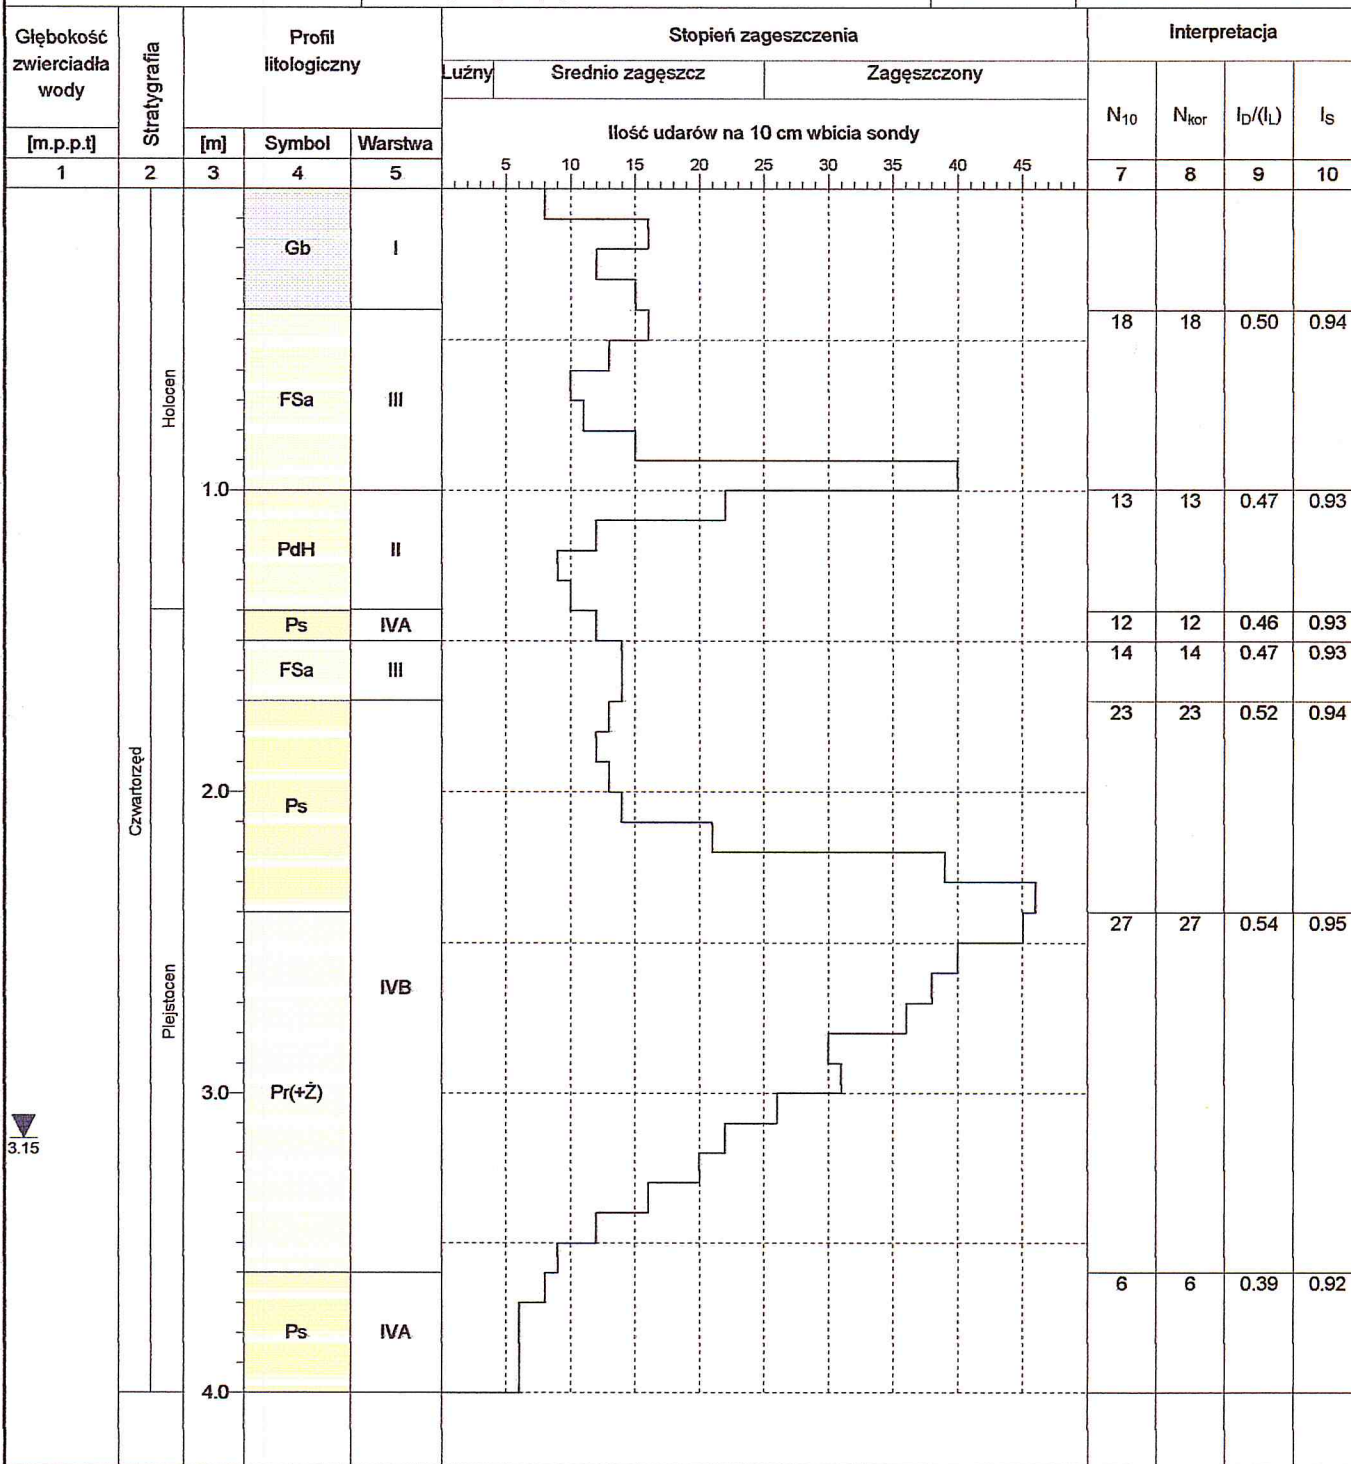 Głębokość
zwierciadła
wody
[m.p.p.t]
1
Stratygrafia
2
Profil
litologiczny
[m] Symbol Warstwa
3 4 5
Stopień zageszczenia
Luźny Srednio zagęszcz Zagęszczony
Ilość udarów na 10 cm wbicia sondy
5 10 15 20 25 30 35 40 45
Interpretacja
N10 Nkor ID/(IL) IS
7 8 9 10
Gb I
18 18 0.50 0.94
Holocen
FSa III
1.0
13 13 0.47 0.93
PdH II
Ps IVA
12 12 0.46 0.93
FSa III
14 14 0.47 0.93
23 23 0.52 0.94
Czwartorzęd
2.0
Ps
27 27 0.54 0.95
Plejstocen
IVB
3.0
Pr(+Ż)
3.15
6 6 0.39 0.92
Ps IVA
4.0